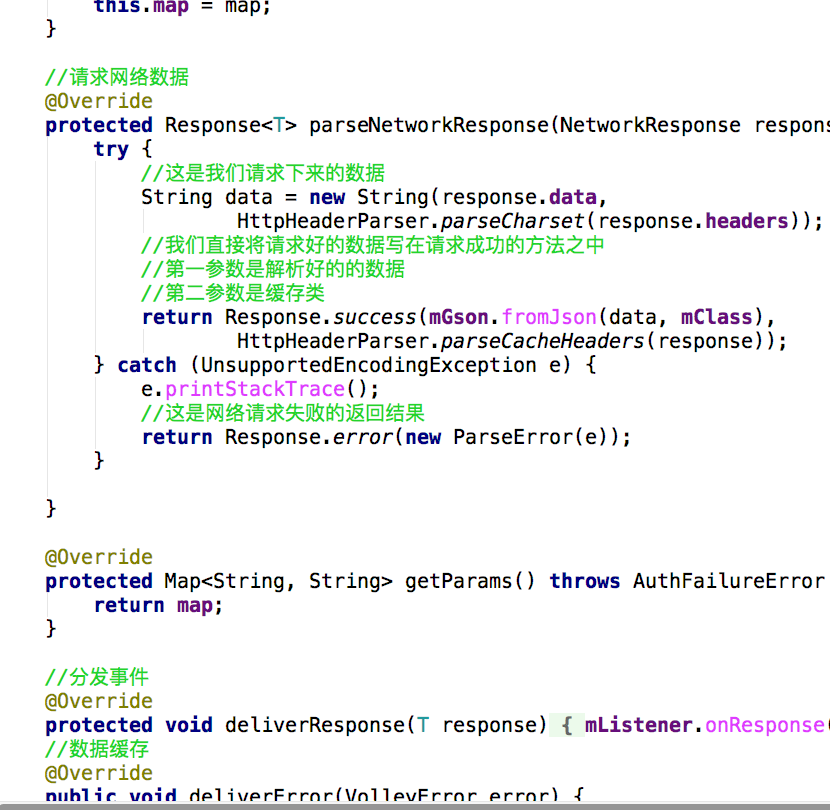 this.map = map;
}
//请求网络数据
@Override
protected Response<T> parseNetworkResponse(NetworkResponse
try {
//这是我们请求下来的数据
String data = new String(response.data,
HttpHeaderParser.parseCharset(response.headers));
//我们直接将请求好的数据写在请求成功的方法之中
//第一参数是解析好的的数据
//第二参数是缓存类
return Response.success(mGson.fromJson(data, mClass),
HttpHeaderParser.parseCacheHeaders(response));
} catch (UnsupportedEncodingException e) {
e.printStackTrace();
//这是网络请求失败的返回结果
return Response.error(new ParseError(e));
}
}
@Override
protected Map<String, String> getParams() throws AuthFailureError
return map;
}
//分发事件
@Override
protected void deliverResponse(T response) { mListener.onResponse(
//数据缓存
@Override
public void deliverError(VolleyError error) {